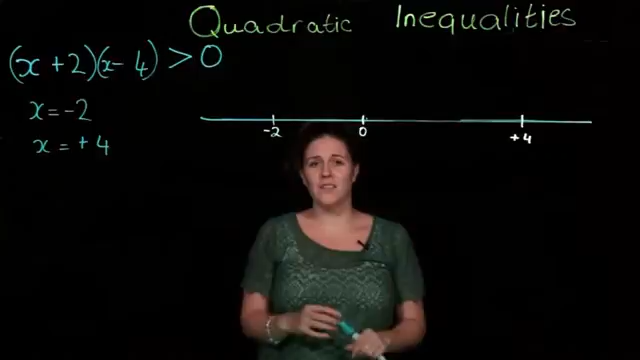 Quadratic Inequalities
(x + 2)(x - 4) > 0
x = -2
x = +4
-2 0 +4